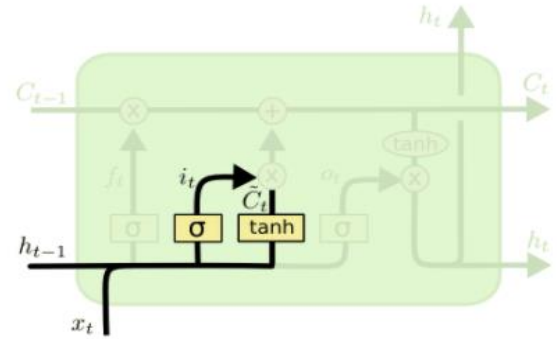 h_t
C_{t-1} × + C_t
tanh
f_t i_t × o_t ×
C̃_t
σ σ tanh σ
h_{t-1} h_t
x_t